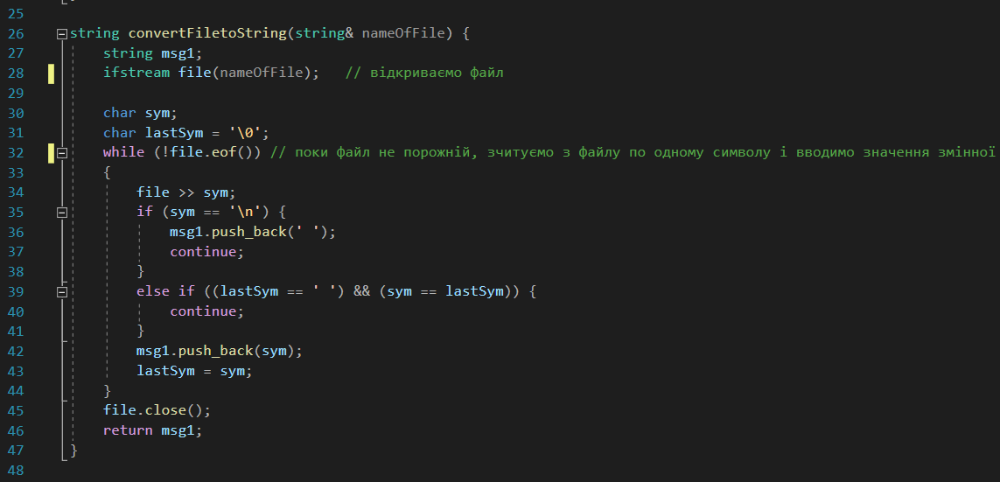 25
26 string convertFiletoString(string& nameOfFile) {
27 string msg1;
28 ifstream file(nameOfFile); // відкриваємо файл
29
30 char sym;
31 char lastSym = '\0';
32 while (!file.eof()) // поки файл не порожній, зчитуємо з файлу по одному символу і вводимо значення змінної
33 {
34 file >> sym;
35 if (sym == '\n') {
36 msg1.push_back(' ');
37 continue;
38 }
39 else if ((lastSym == ' ') && (sym == lastSym)) {
40 continue;
41 }
42 msg1.push_back(sym);
43 lastSym = sym;
44 }
45 file.close();
46 return msg1;
47 }
48